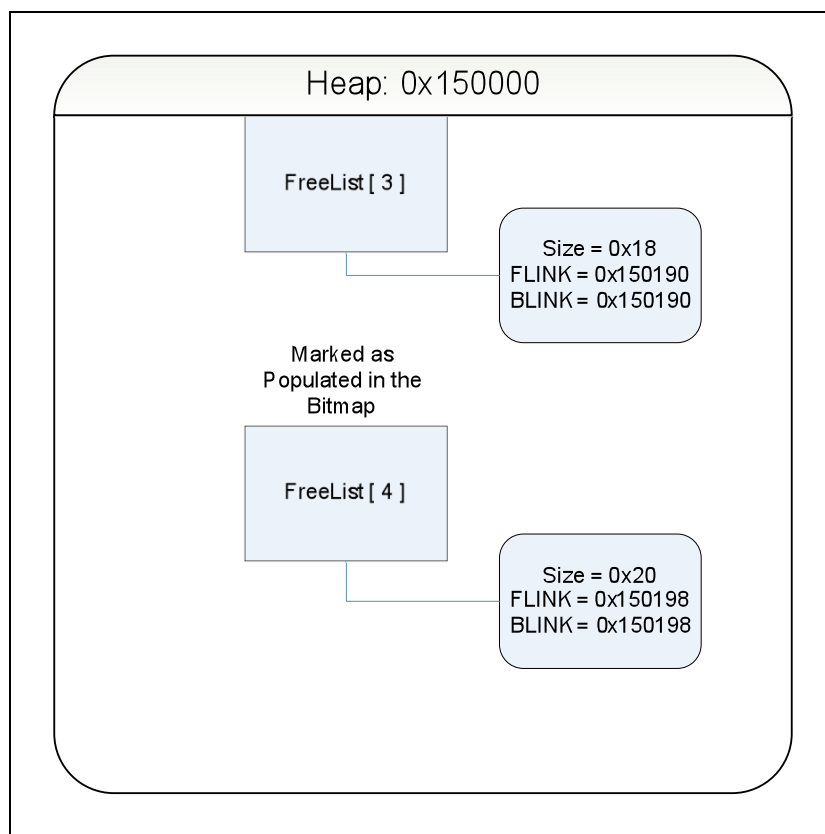 Heap: 0x150000
FreeList [ 3 ]
Size = 0x18
FLINK = 0x150190
BLINK = 0x150190
Marked as
Populated in the
Bitmap
FreeList [ 4 ]
Size = 0x20
FLINK = 0x150198
BLINK = 0x150198